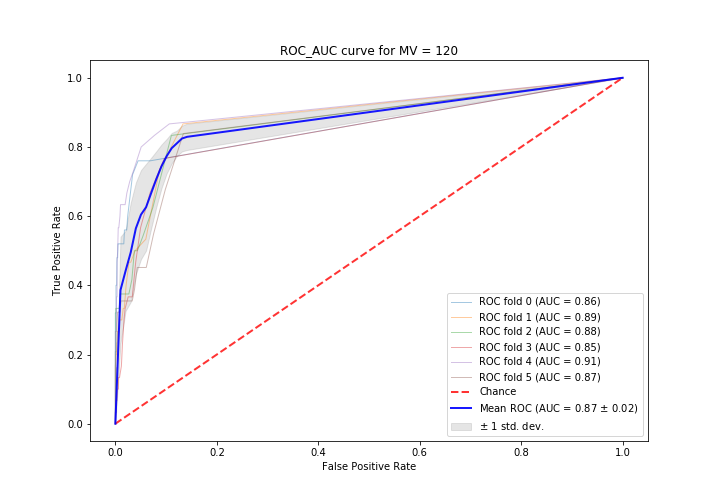 ROC_AUC curve for MV = 120
True Positive Rate
1.0
0.8
0.6
0.4
0.2
0.0
0.0 0.2 0.4 0.6 0.8 1.0
False Positive Rate
ROC fold 0 (AUC = 0.86)
ROC fold 1 (AUC = 0.89)
ROC fold 2 (AUC = 0.88)
ROC fold 3 (AUC = 0.85)
ROC fold 4 (AUC = 0.91)
ROC fold 5 (AUC = 0.87)
Chance
Mean ROC (AUC = 0.87 ± 0.02)
± 1 std. dev.